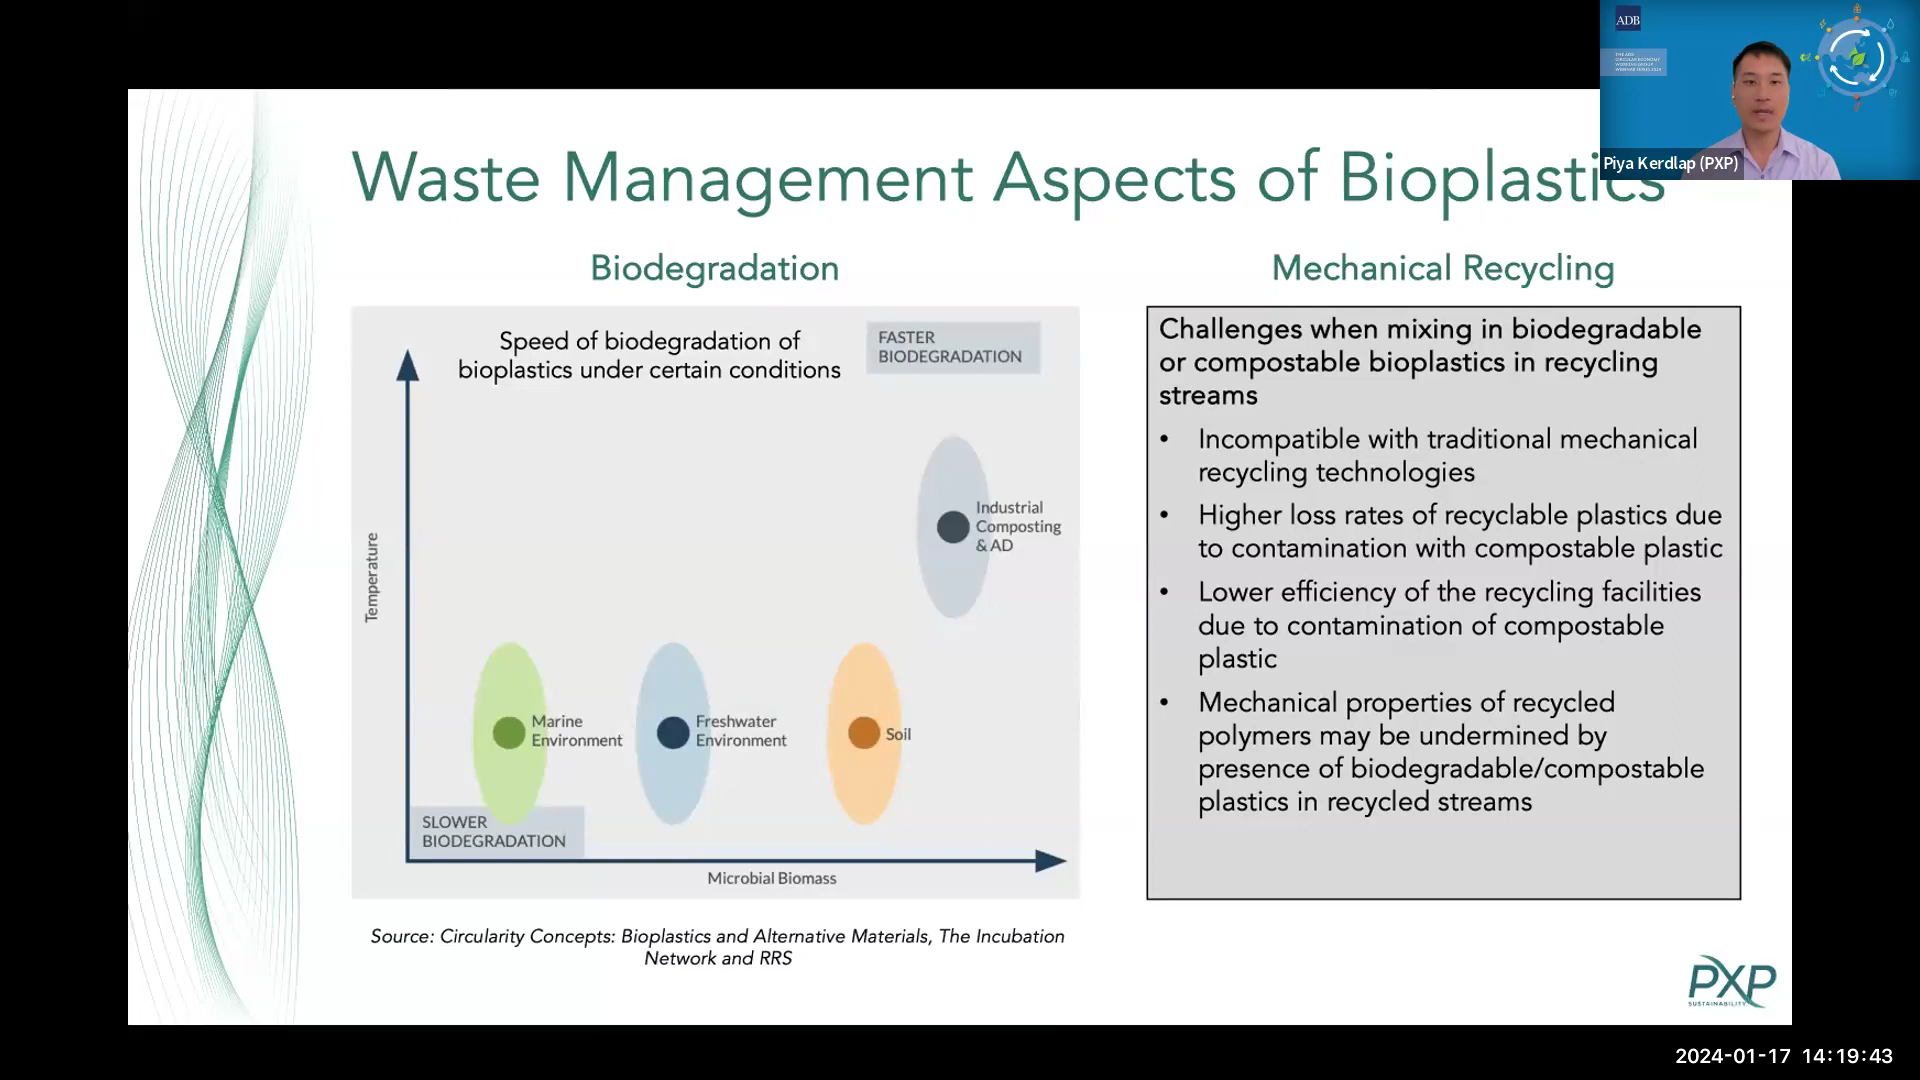 ADB
THE ADB
CIRCULAR ECONOMY
WORKING GROUP
WEBINAR SERIES 2024
Piya Kerdlap (PXP)
Waste Management Aspects of Bioplastics
Biodegradation
Speed of biodegradation of
bioplastics under certain conditions
FASTER
BIODEGRADATION
Temperature
Industrial
Composting
& AD
Marine
Environment
Freshwater
Environment
Soil
SLOWER
BIODEGRADATION
Microbial Biomass
Source: Circularity Concepts: Bioplastics and Alternative Materials, The Incubation
Network and RRS
Mechanical Recycling
Challenges when mixing in biodegradable
or compostable bioplastics in recycling
streams
• Incompatible with traditional mechanical
recycling technologies
• Higher loss rates of recyclable plastics due
to contamination with compostable plastic
• Lower efficiency of the recycling facilities
due to contamination of compostable
plastic
• Mechanical properties of recycled
polymers may be undermined by
presence of biodegradable/compostable
plastics in recycled streams
PXP
SUSTAINABILITY
2024-01-17 14:19:43